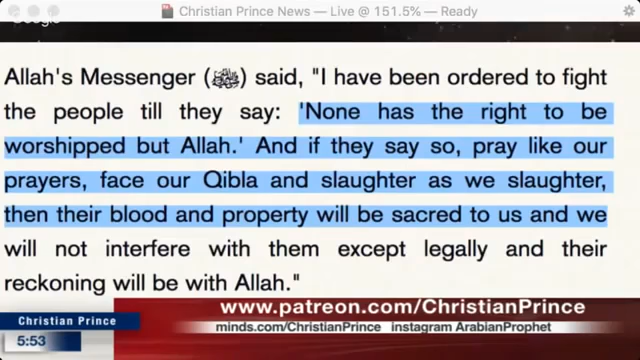 Christian Prince News — Live @ 151.5% — Ready
Google
Allah's Messenger (ﷺ) said, "I have been ordered to fight
the people till they say: 'None has the right to be
worshipped but Allah.' And if they say so, pray like our
prayers, face our Qibla and slaughter as we slaughter,
then their blood and property will be sacred to us and we
will not interfere with them except legally and their
reckoning will be with Allah."
www.patreon.com/ChristianPrince
Christian Prince
minds.com/ChristianPrince instagram ArabianProphet
5:53